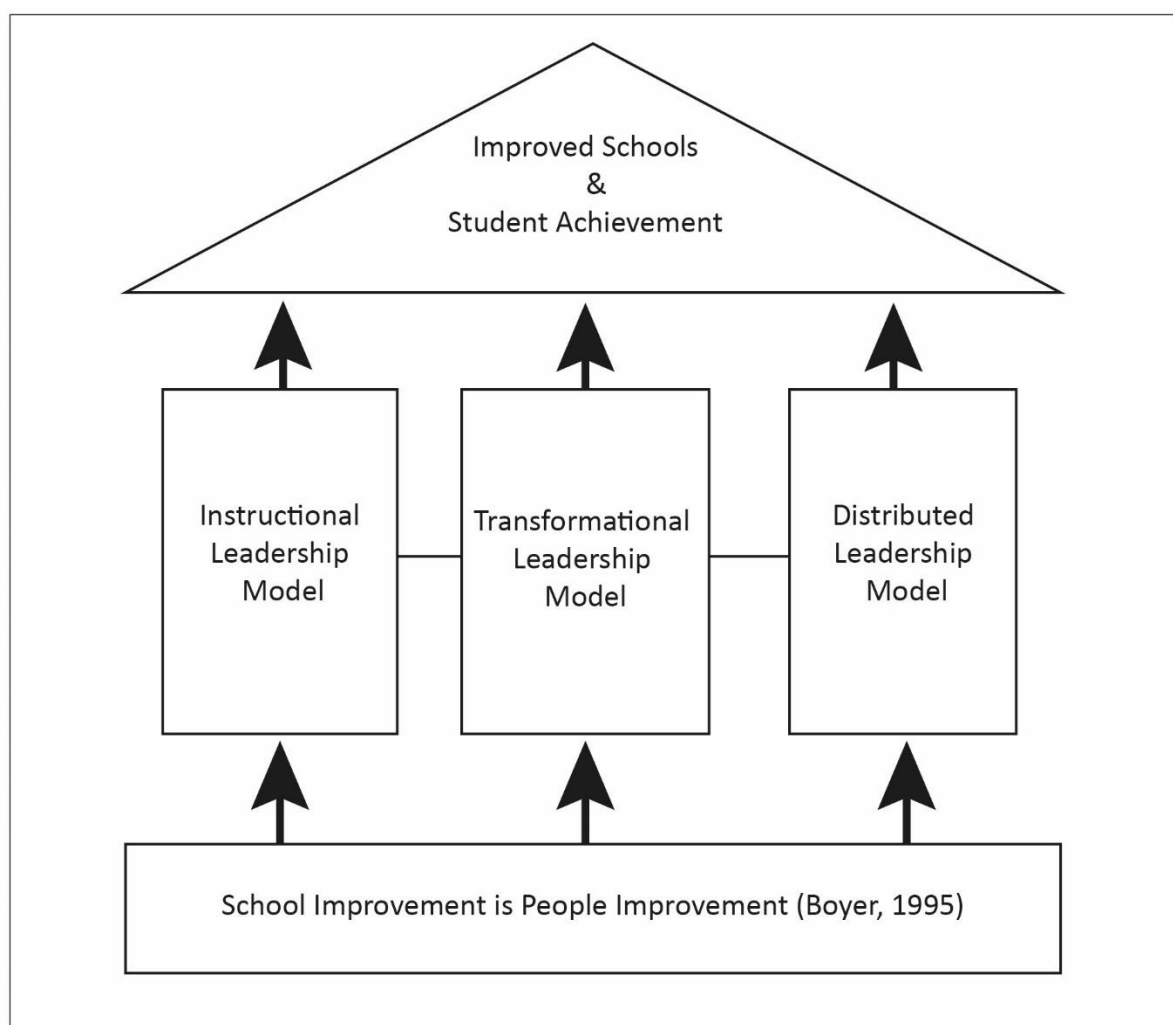 Improved Schools
&
Student Achievement
Instructional
Leadership
Model
Transformational
Leadership
Model
Distributed
Leadership
Model
School Improvement is People Improvement (Boyer, 1995)